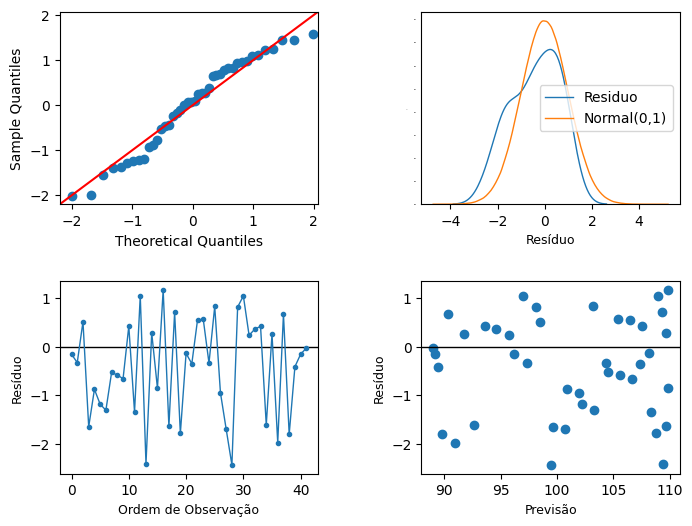 2
1
0
−1
−2
Sample Quantiles
−2 −1 0 1 2
Theoretical Quantiles
Residuo
Normal(0,1)
−4 −2 0 2 4
Resíduo
1
0
−1
−2
Resíduo
0 10 20 30 40
Ordem de Observação
1
0
−1
−2
Resíduo
90 95 100 105 110
Previsão